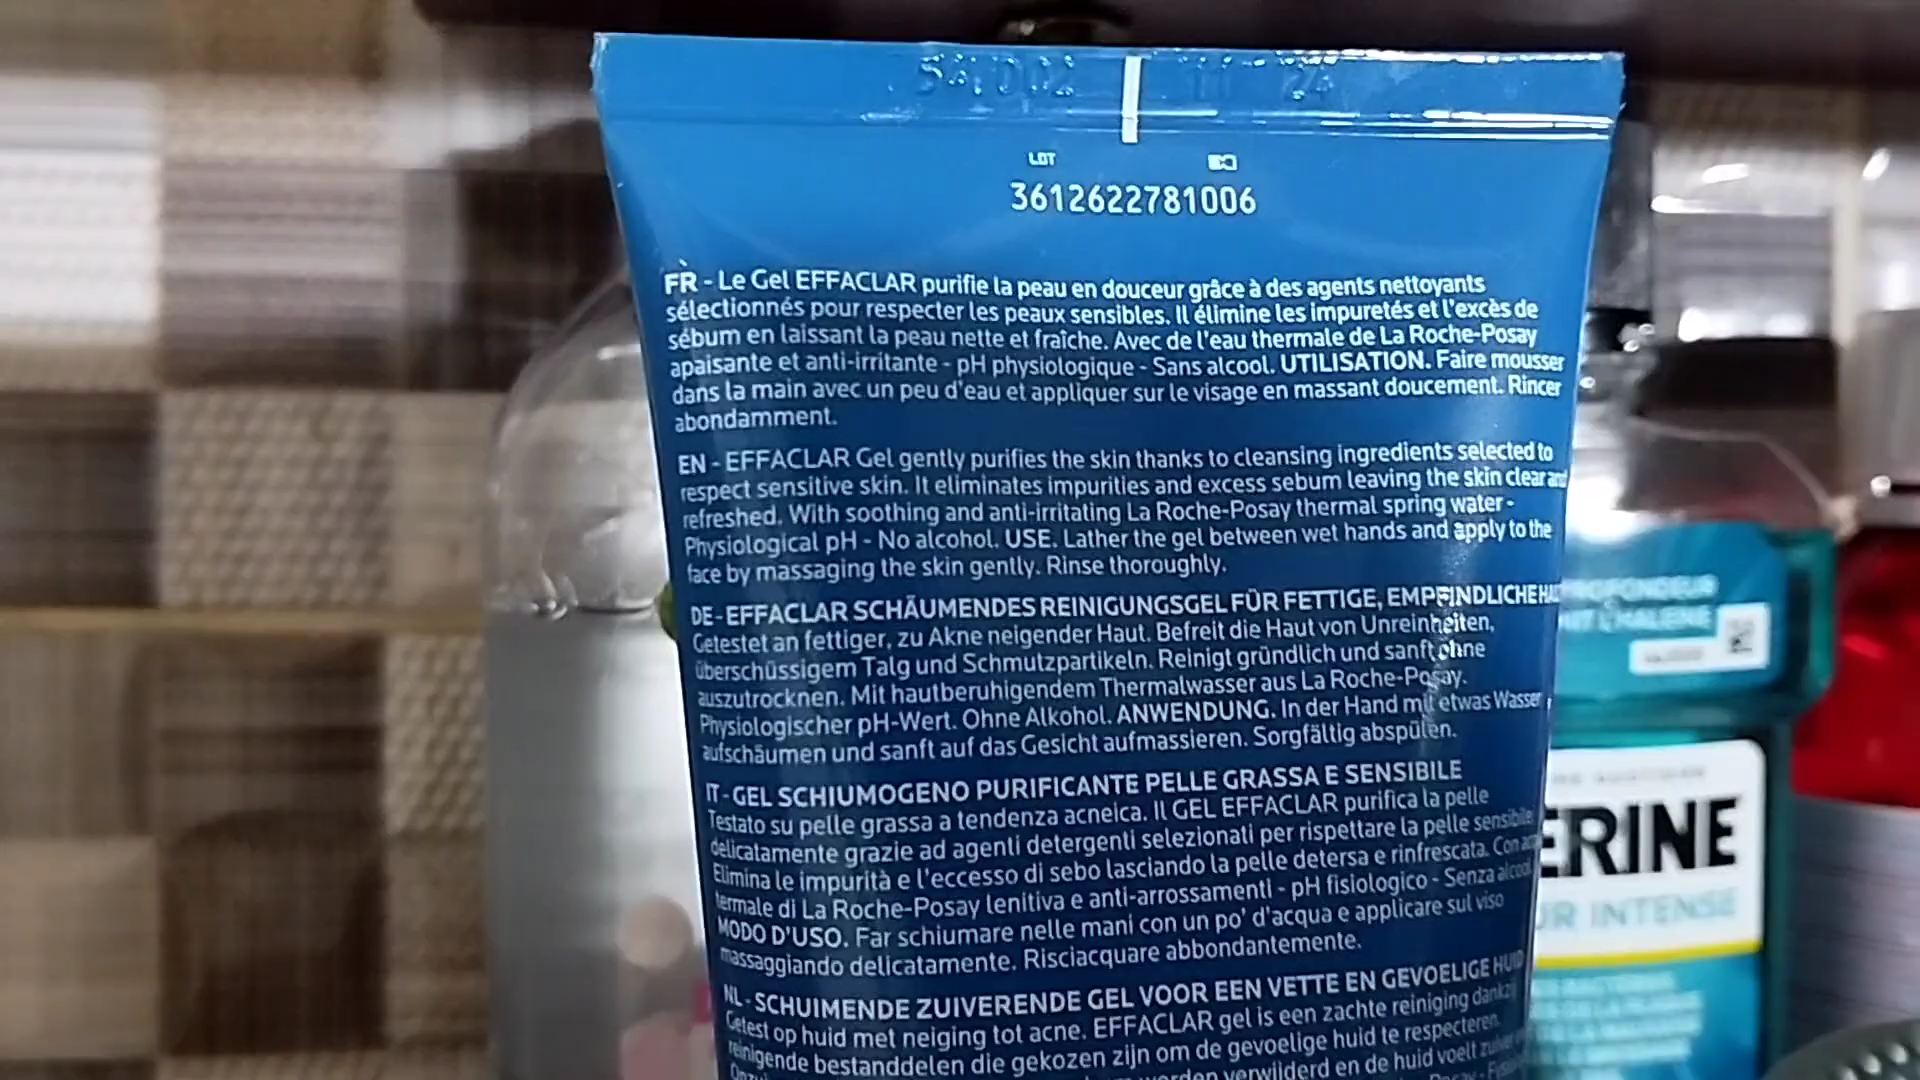 11 24
LOT
3612622781006
FR - Le Gel EFFACLAR purifie la peau en douceur grâce à des agents nettoyants
sélectionnés pour respecter les peaux sensibles. Il élimine les impuretés et l'excès de
sébum en laissant la peau nette et fraîche. Avec de l'eau thermale de La Roche-Posay
apaisante et anti-irritante - pH physiologique - Sans alcool. UTILISATION. Faire mousser
dans la main avec un peu d'eau et appliquer sur le visage en massant doucement. Rincer
abondamment.
EN - EFFACLAR Gel gently purifies the skin thanks to cleansing ingredients selected to
respect sensitive skin. It eliminates impurities and excess sebum leaving the skin clear and
refreshed. With soothing and anti-irritating La Roche-Posay thermal spring water -
Physiological pH - No alcohol. USE. Lather the gel between wet hands and apply to the
face by massaging the skin gently. Rinse thoroughly.
DE - EFFACLAR SCHÄUMENDES REINIGUNGSGEL FÜR FETTIGE, EMPFINDLICHE
Getestet an fettiger, zu Akne neigender Haut. Befreit die Haut von Unreinheiten,
überschüssigem Talg und Schmutzpartikeln. Reinigt gründlich und sanft ohne
auszutrocknen. Mit hautberuhigendem Thermalwasser aus La Roche-Posay.
Physiologischer pH-Wert. Ohne Alkohol. ANWENDUNG. In der Hand mit etwas Wasser
aufschäumen und sanft auf das Gesicht aufmassieren. Sorgfältig abspülen.
IT - GEL SCHIUMOGENO PURIFICANTE PELLE GRASSA E SENSIBILE
Testato su pelle grassa a tendenza acneica. Il GEL EFFACLAR purifica la pelle
delicatamente grazie ad agenti detergenti selezionati per rispettare la pelle sensibile
Elimina le impurità e l'eccesso di sebo lasciando la pelle detersa e rinfrescata. Con
termale di La Roche-Posay lenitiva e anti-arrossamenti - pH fisiologico - Senza alcool
MODO D'USO. Far schiumare nelle mani con un po' d'acqua e applicare sul viso
massaggiando delicatamente. Risciacquare abbondantemente.
NL - SCHUIMENDE ZUIVERENDE GEL VOOR EEN VETTE EN GEVOELIGE HUID
Getest op huid met neiging tot acne. EFFACLAR gel is een zachte reiniging dankzij
reinigende bestanddelen die gekozen zijn om de gevoelige huid te respecteren.
verwijderd en de huid voelt
PROFONDEUR
ERINE
UR INTENSE